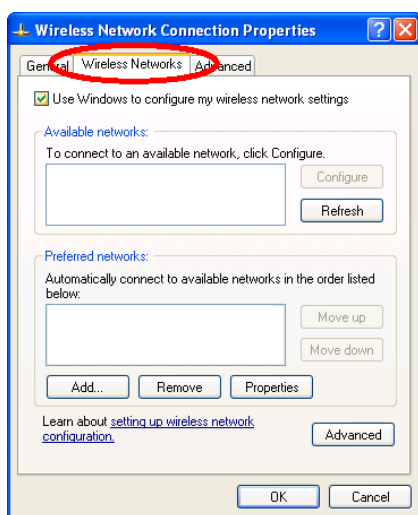 Wireless Network Connection Properties
General Wireless Networks Advanced
Use Windows to configure my wireless network settings
Available networks:
To connect to an available network, click Configure.
Configure
Refresh
Preferred networks:
Automatically connect to available networks in the order listed
below:
Move up
Move down
Add... Remove Properties
Learn about setting up wireless network
configuration.
Advanced
OK Cancel